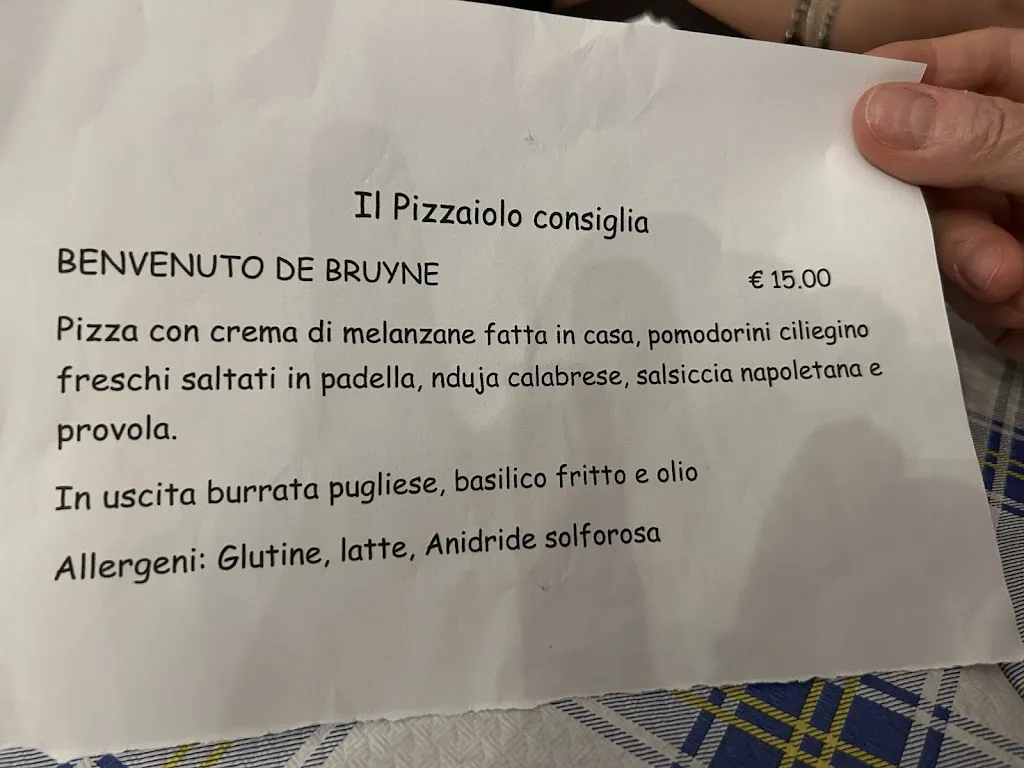 Il Pizzaiolo consiglia
BENVENUTO DE BRUYNE € 15.00
Pizza con crema di melanzane fatta in casa, pomodorini ciliegino
freschi saltati in padella, nduja calabrese, salsiccia napoletana e
provola.
In uscita burrata pugliese, basilico fritto e olio
Allergeni: Glutine, latte, Anidride solforosa